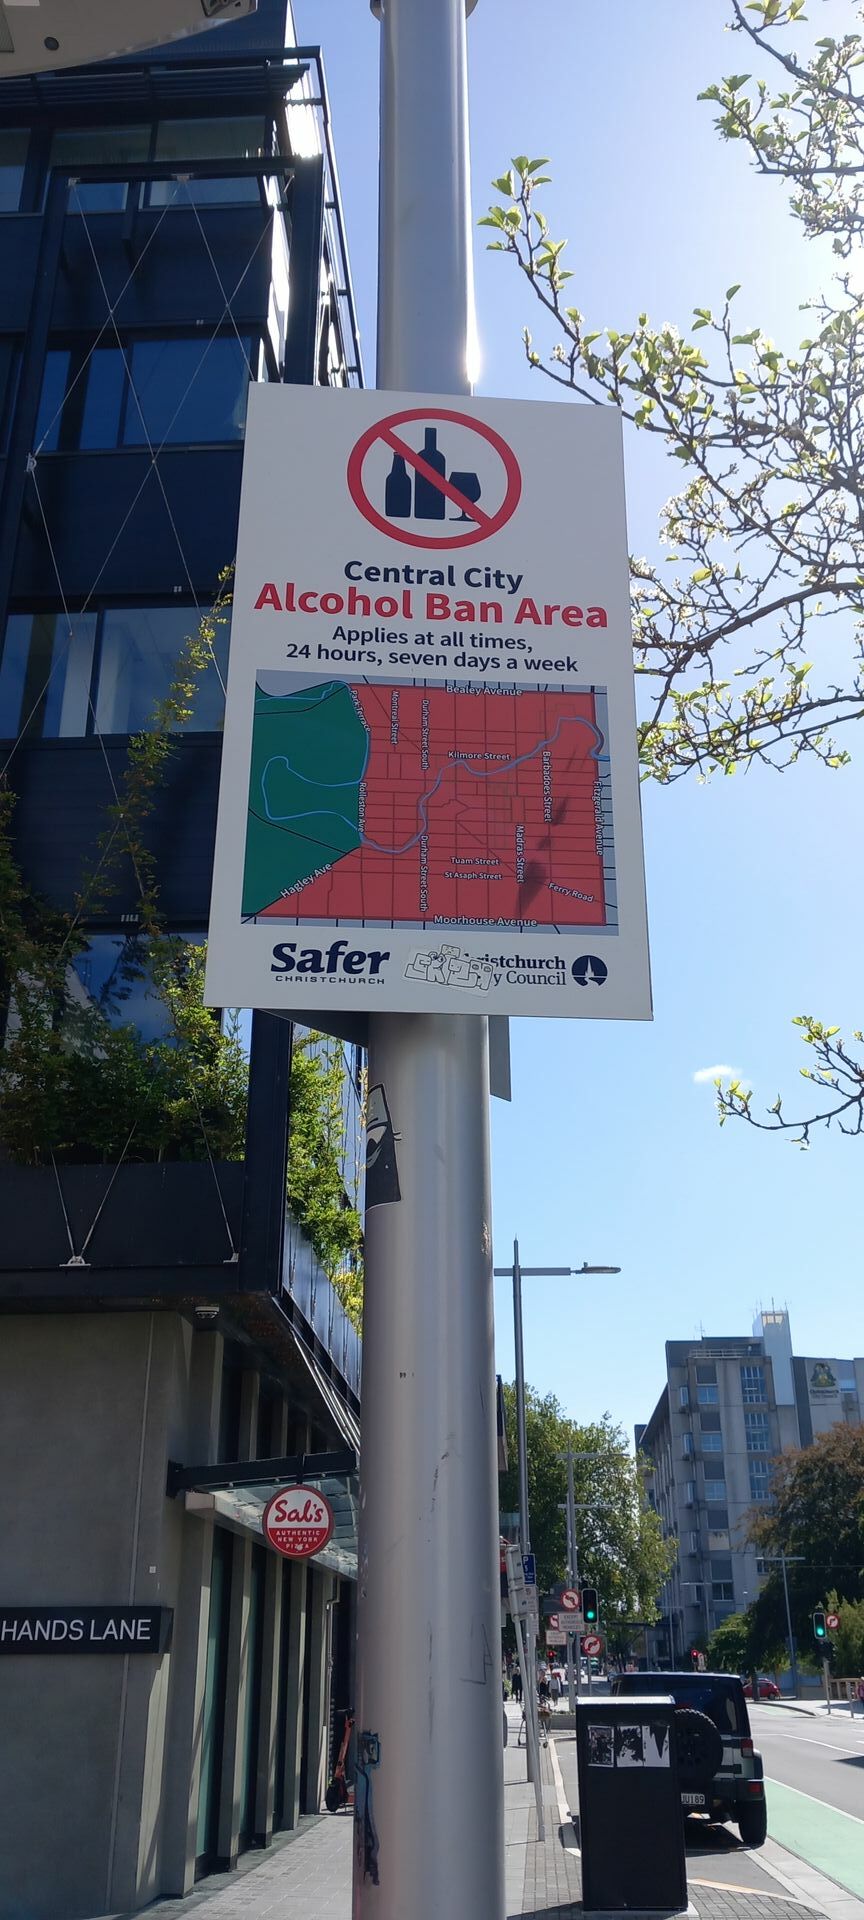 Central City
Alcohol Ban Area
Applies at all times,
24 hours, seven days a week
Bealey Avenue
Park Terrace
Montreal Street
Durham Street South
Kilmore Street
Barbadoes Street
Fitzgerald Avenue
Rolleston Ave
Durham Street South
Madras Street
Tuam Street
St Asaph Street
Ferry Road
Hagley Ave
Moorhouse Avenue
Safer
CHRISTCHURCH
ristchurch
y Council
Sal's
AUTHENTIC
NEW YORK
PIZZA
HANDS LANE
P